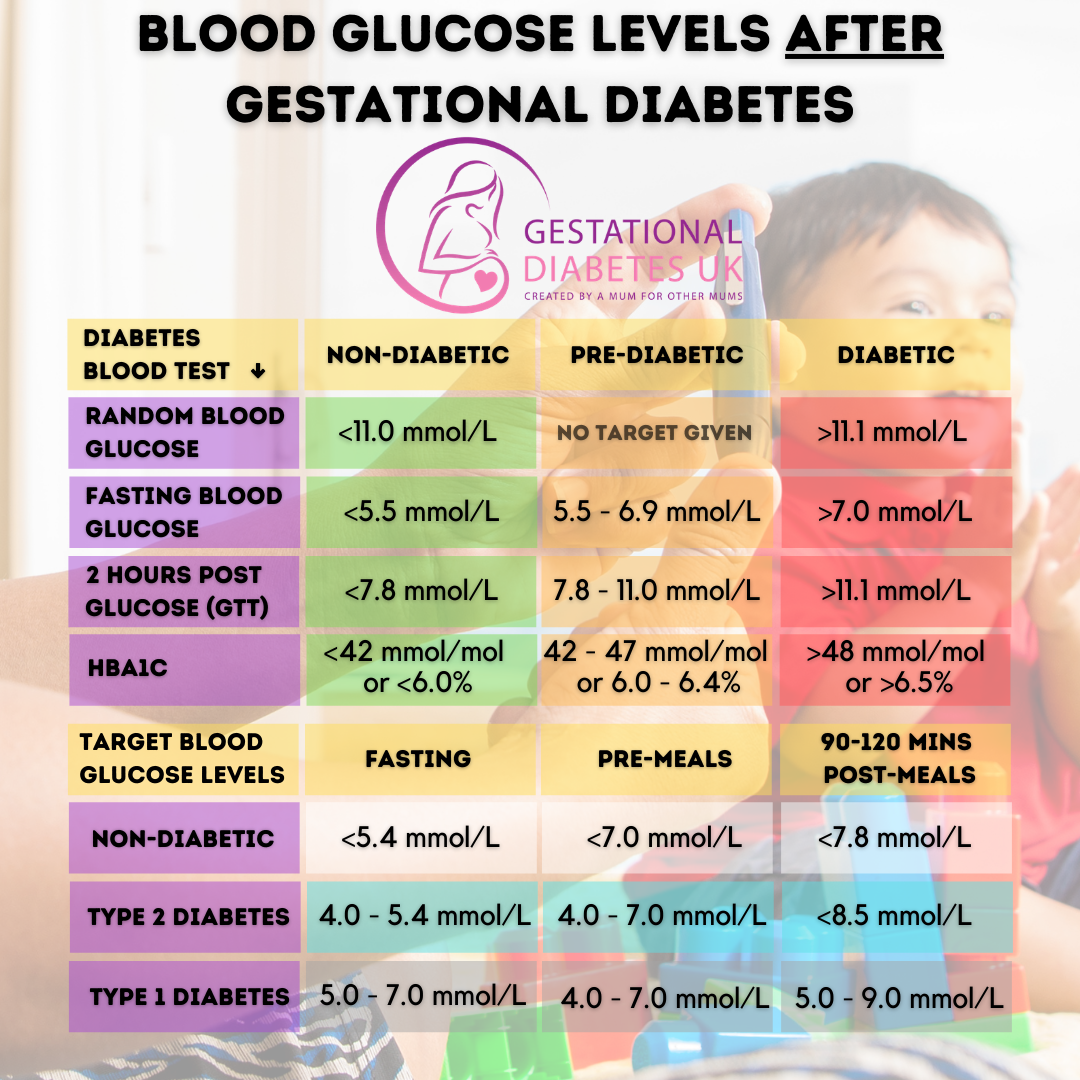 BLOOD GLUCOSE LEVELS AFTER
GESTATIONAL DIABETES
GESTATIONAL
DIABETES UK
CREATED BY A MUM FOR OTHER MUMS
DIABETES
BLOOD TEST ↓
NON-DIABETIC
PRE-DIABETIC
DIABETIC
RANDOM BLOOD
GLUCOSE
<11.0 mmol/L
NO TARGET GIVEN
>11.1 mmol/L
FASTING BLOOD
GLUCOSE
<5.5 mmol/L
5.5 - 6.9 mmol/L
>7.0 mmol/L
2 HOURS POST
GLUCOSE (GTT)
<7.8 mmol/L
7.8 - 11.0 mmol/L
>11.1 mmol/L
HBA1C
<42 mmol/mol
or <6.0%
42 - 47 mmol/mol
or 6.0 - 6.4%
>48 mmol/mol
or >6.5%
TARGET BLOOD
GLUCOSE LEVELS
FASTING
PRE-MEALS
90-120 MINS
POST-MEALS
NON-DIABETIC
<5.4 mmol/L
<7.0 mmol/L
<7.8 mmol/L
TYPE 2 DIABETES
4.0 - 5.4 mmol/L
4.0 - 7.0 mmol/L
<8.5 mmol/L
TYPE 1 DIABETES
5.0 - 7.0 mmol/L
4.0 - 7.0 mmol/L
5.0 - 9.0 mmol/L